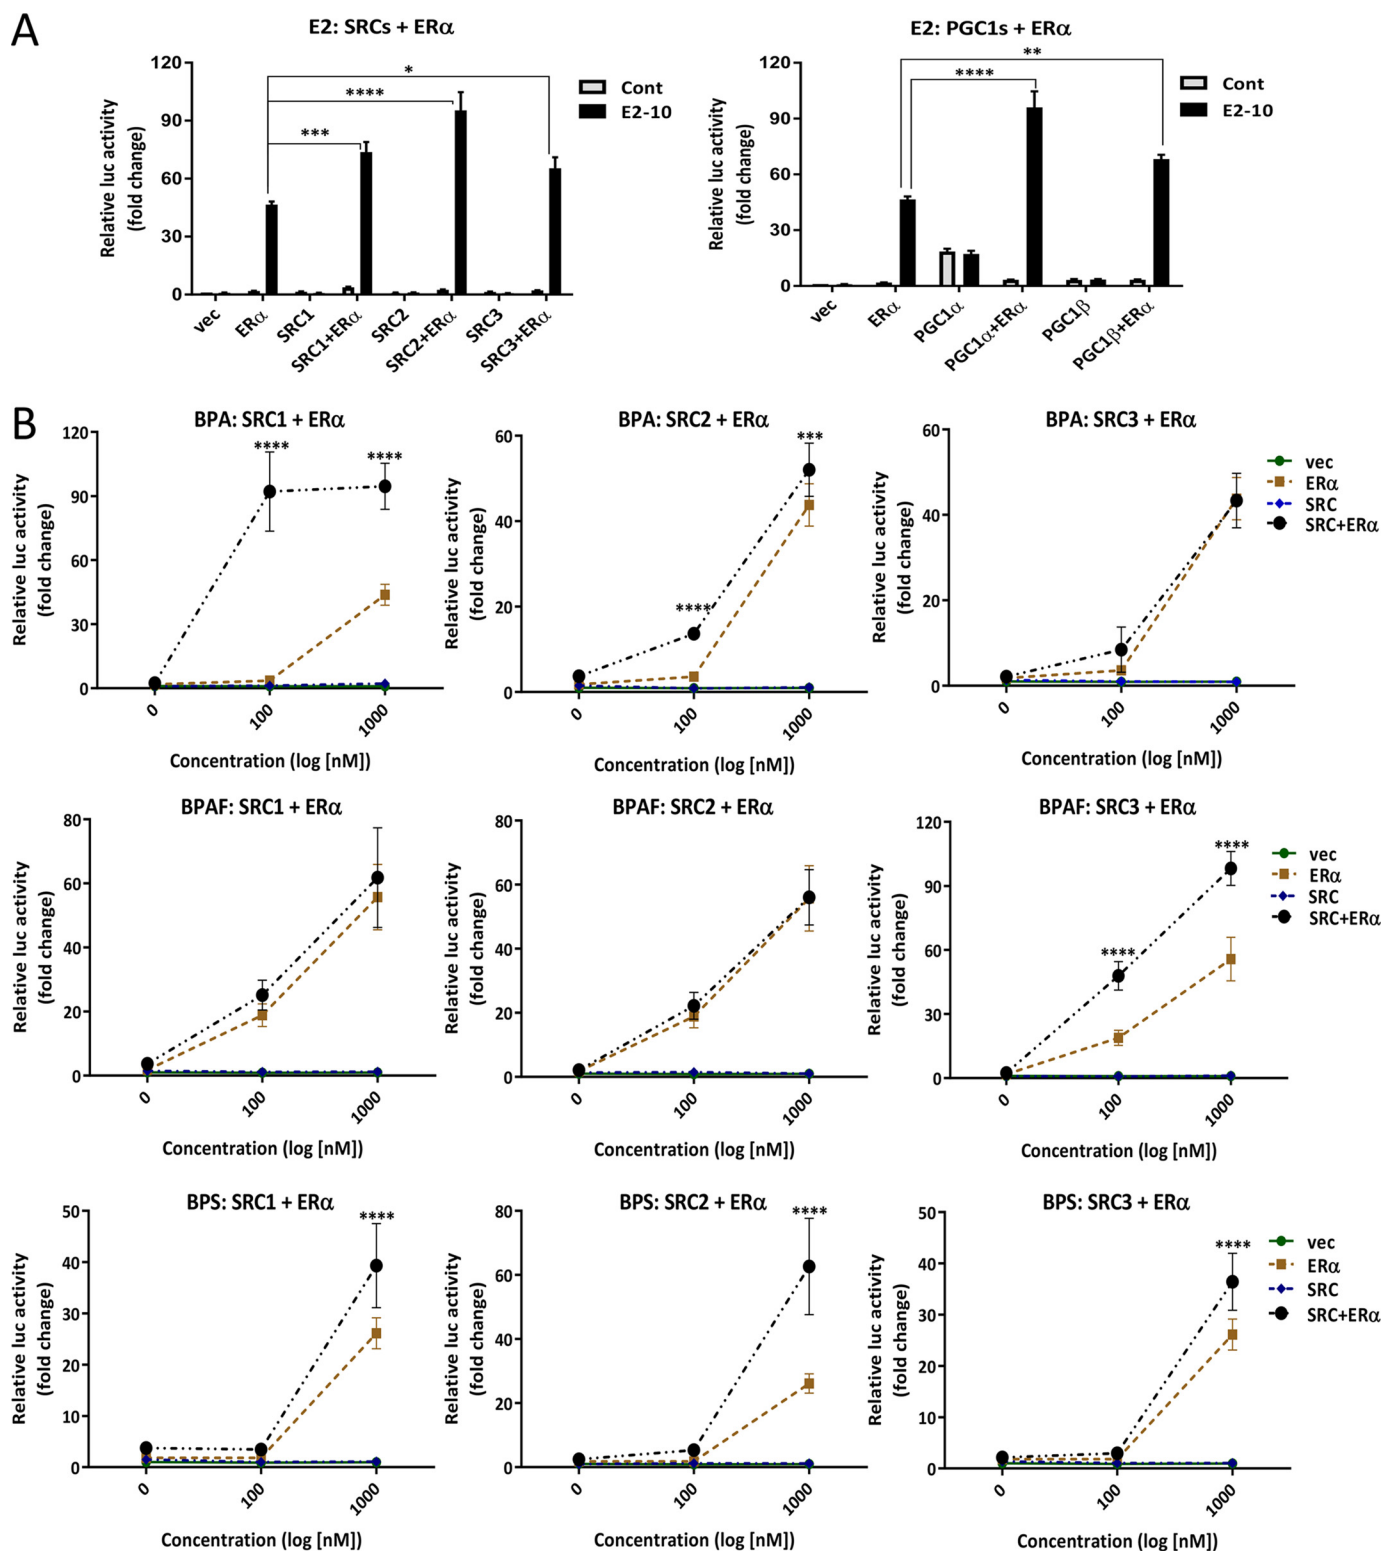 A
E2: SRCs + ERα
Relative luc activity
(fold change)
120
90
60
30
0
*
****
***
Cont
E2-10
vec
ERα
SRC1
SRC1+ERα
SRC2
SRC2+ERα
SRC3
SRC3+ERα
E2: PGC1s + ERα
Relative luc activity
(fold change)
120
90
60
30
0
**
****
Cont
E2-10
vec
ERα
PGC1α
PGC1α+ERα
PGC1β
PGC1β+ERα
B
BPA: SRC1 + ERα
Relative luc activity
(fold change)
120
90
60
30
0
****
****
0
100
1000
Concentration (log [nM])
BPA: SRC2 + ERα
Relative luc activity
(fold change)
60
40
20
0
****
***
0
100
1000
Concentration (log [nM])
BPA: SRC3 + ERα
Relative luc activity
(fold change)
60
40
20
0
0
100
1000
Concentration (log [nM])
vec
ERα
SRC
SRC+ERα
BPAF: SRC1 + ERα
Relative luc activity
(fold change)
80
60
40
20
0
0
100
1000
Concentration (log [nM])
BPAF: SRC2 + ERα
Relative luc activity
(fold change)
80
60
40
20
0
0
100
1000
Concentration (log [nM])
BPAF: SRC3 + ERα
Relative luc activity
(fold change)
120
90
60
30
0
****
****
0
100
1000
Concentration (log [nM])
vec
ERα
SRC
SRC+ERα
BPS: SRC1 + ERα
Relative luc activity
(fold change)
50
40
30
20
10
0
****
0
100
1000
Concentration (log [nM])
BPS: SRC2 + ERα
Relative luc activity
(fold change)
80
60
40
20
0
****
0
100
1000
Concentration (log [nM])
BPS: SRC3 + ERα
Relative luc activity
(fold change)
50
40
30
20
10
0
****
0
100
1000
Concentration (log [nM])
vec
ERα
SRC
SRC+ERα